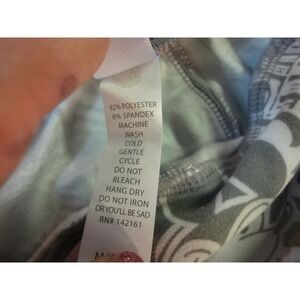 92% POLYESTER
8% SPANDEX
MACHINE
WASH
COLD
GENTLE
CYCLE
DO NOT
BLEACH
HANG DRY
DO NOT IRON
OR YOU'LL BE SAD
RN# 142161